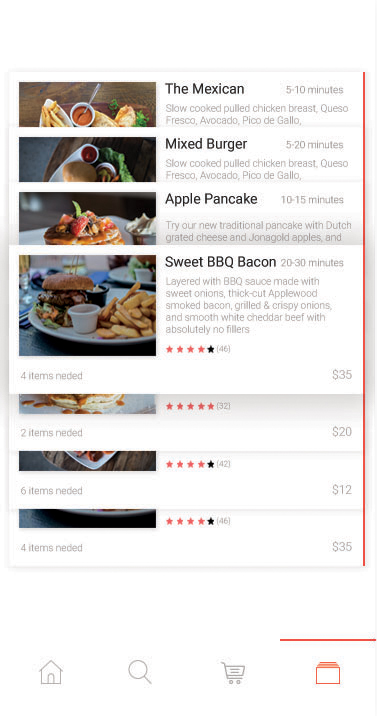 The Mexican 5-10 minutes
Slow cooked pulled chicken breast, Queso
Fresco, Avocado, Pico de Gallo,
Mixed Burger 5-20 minutes
Slow cooked pulled chicken breast, Queso
Fresco, Avocado, Pico de Gallo,
Apple Pancake 10-15 minutes
Try our new traditional pancake with Dutch
grated cheese and Jonagold apples, and
Sweet BBQ Bacon 20-30 minutes
Layered with BBQ sauce made with
sweet onions, thick-cut Applewood
smoked bacon, grilled & crispy onions,
and smooth white cheddar beef with
absolutely no fillers
(46)
4 items neded $35
(32)
2 items neded $20
(42)
6 items neded $12
(46)
4 items neded $35